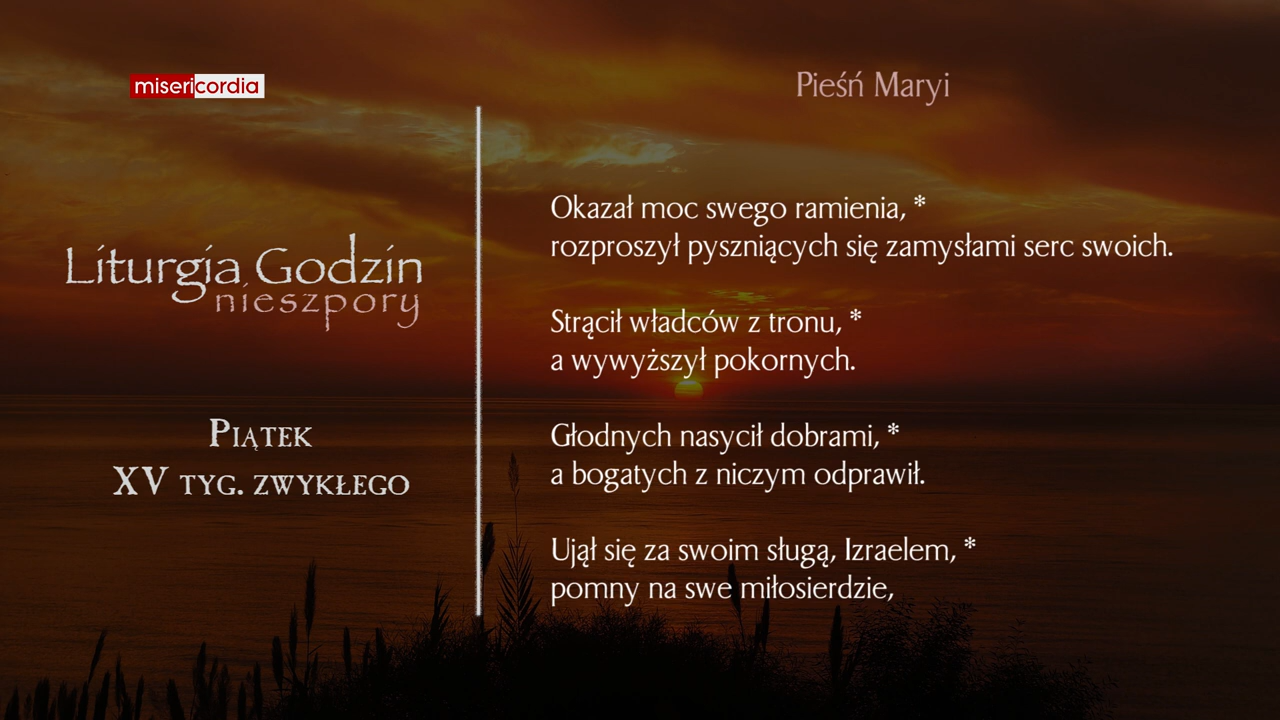 misericordia
Liturgia Godzin
nieszpory
Piątek
XV tyg. zwykłego
Pieśń Maryi
Okazał moc swego ramienia, *
rozproszył pyszniących się zamysłami serc swoich.
Strącił władców z tronu, *
a wywyższył pokornych.
Głodnych nasycił dobrami, *
a bogatych z niczym odprawił.
Ujął się za swoim sługą, Izraelem, *
pomny na swe miłosierdzie,